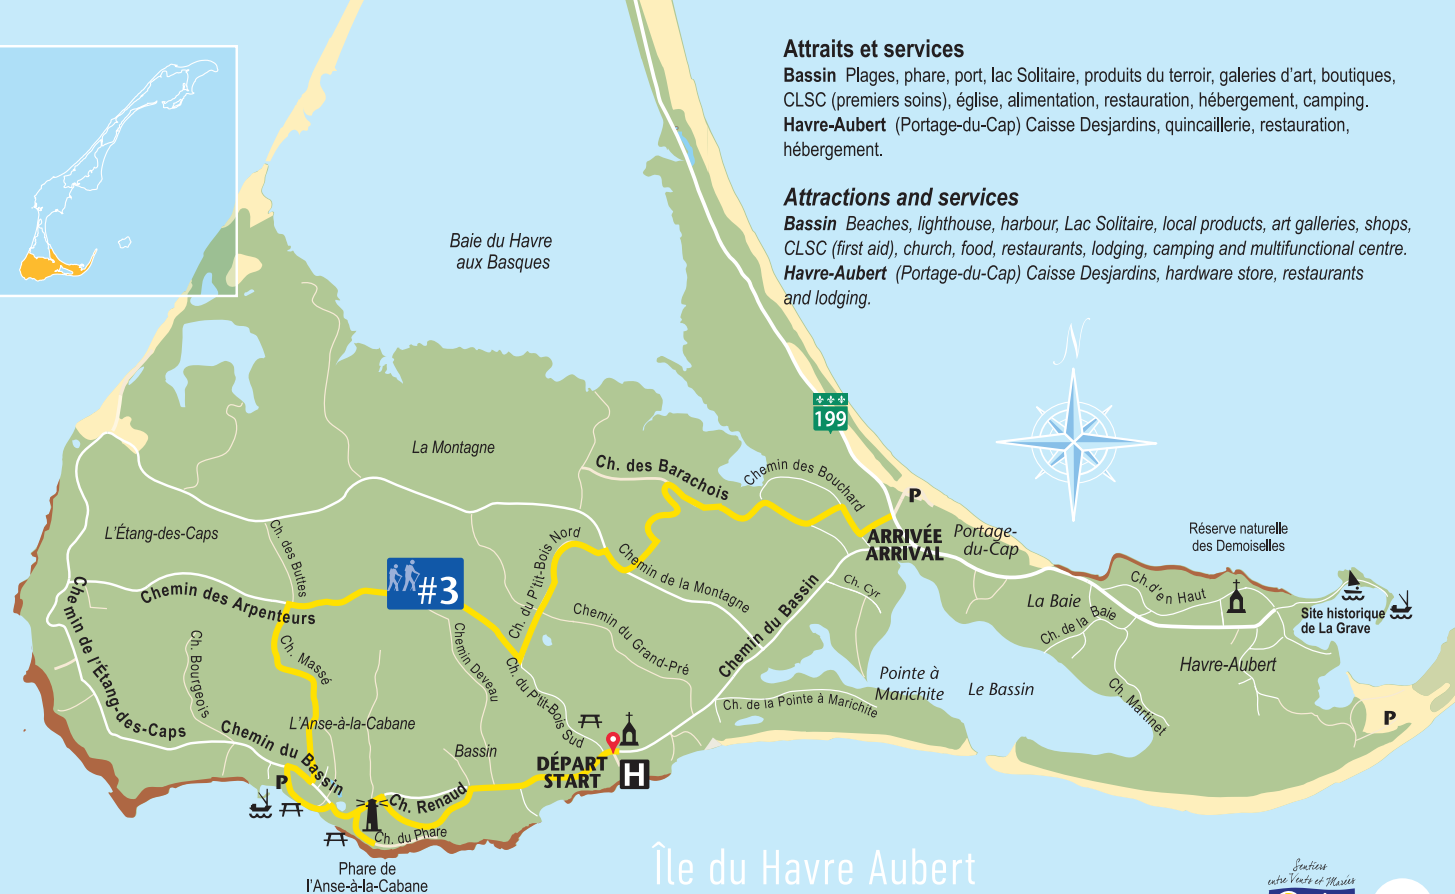 Attraits et services
Bassin Plages, phare, port, lac Solitaire, produits du terroir, galeries d'art, boutiques,
CLSC (premiers soins), église, alimentation, restauration, hébergement, camping.
Havre-Aubert (Portage-du-Cap) Caisse Desjardins, quincaillerie, restauration,
hébergement.
Attractions and services
Bassin Beaches, lighthouse, harbour, Lac Solitaire, local products, art galleries, shops,
CLSC (first aid), church, food, restaurants, lodging, camping and multifunctional centre.
Havre-Aubert (Portage-du-Cap) Caisse Desjardins, hardware store, restaurants
and lodging.
Baie du Havre
aux Basques
N
199
La Montagne
Ch. des Barachois
Chemin des Bouchard
P
ARRIVÉE
ARRIVAL
Portage-
du-Cap
Réserve naturelle
des Demoiselles
L'Étang-des-Caps
Ch. des Buttes
Ch. du P'tit-Bois Nord
Chemin de la Montagne
#3
Chemin des Arpenteurs
Chemin de l'Étang-des-Caps
Ch. Bourgeois
Ch. Massé
Chemin Deveau
Chemin du Grand-Pré
Chemin du Bassin
Ch. Cyr
La Baie
Ch. de la Baie
Ch. d'en Haut
Site historique
de La Grave
Havre-Aubert
Ch. Martinet
Pointe à
Marichite
Le Bassin
Ch. de la Pointe à Marichite
P
Ch. du P'tit-Bois Sud
L'Anse-à-la-Cabane
Chemin du Bassin
Bassin
DÉPART
START
H
P
Ch. Renaud
Ch. du Phare
Phare de
l'Anse-à-la-Cabane
Île du Havre Aubert
Sentiers
entre Vents et Marées